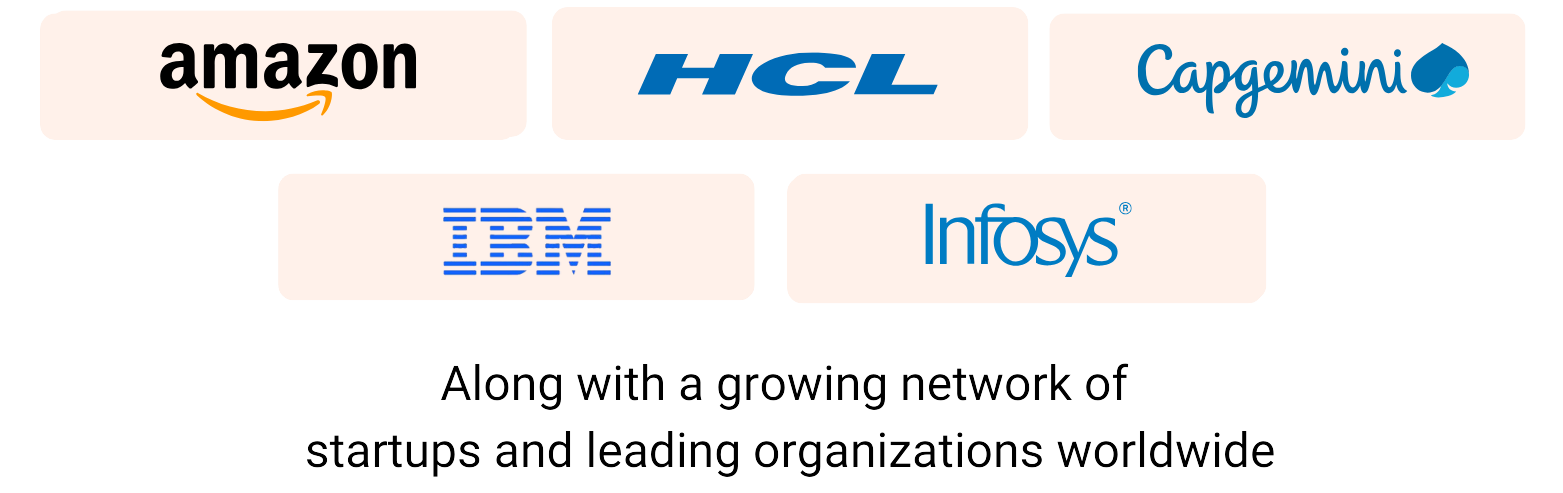 amazon
HCL
Capgemini
IBM
Infosys®
Along with a growing network of
startups and leading organizations worldwide